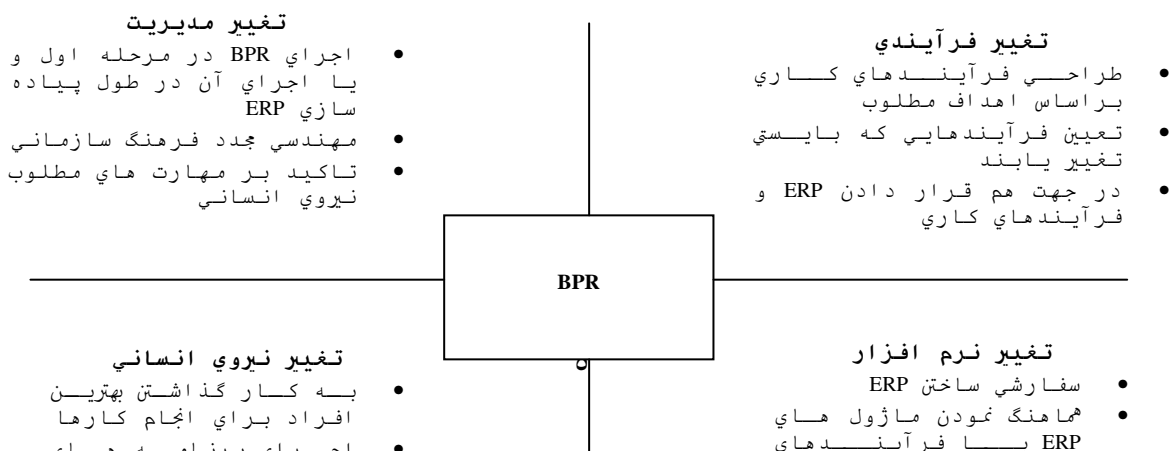 تغيير فرآيندي
• طراحي فرآيندهاي كاري
براساس اهداف مطلوب
• تعيين فرآيندهايي كه بايستي
تغيير يابند
• در جهت هم قرار دادن ERP و
فرآيندهاي كاري
تغيير مديريت
• اجراي BPR در مرحله اول و
يا اجراي آن در طول پياده
سازي ERP
• مهندسي مجدد فرهنگ سازماني
• تاكيد بر مهارت هاي مطلوب
نيروي انساني
BPR
تغيير نرم افزار
• سفارشي ساختن ERP
• هماهنگ نمودن ماژول هاي
ERP با فرآيندهاي
تغيير نيروي انساني
• به كار گذاشتن بهترين
افراد براي انجام كارها